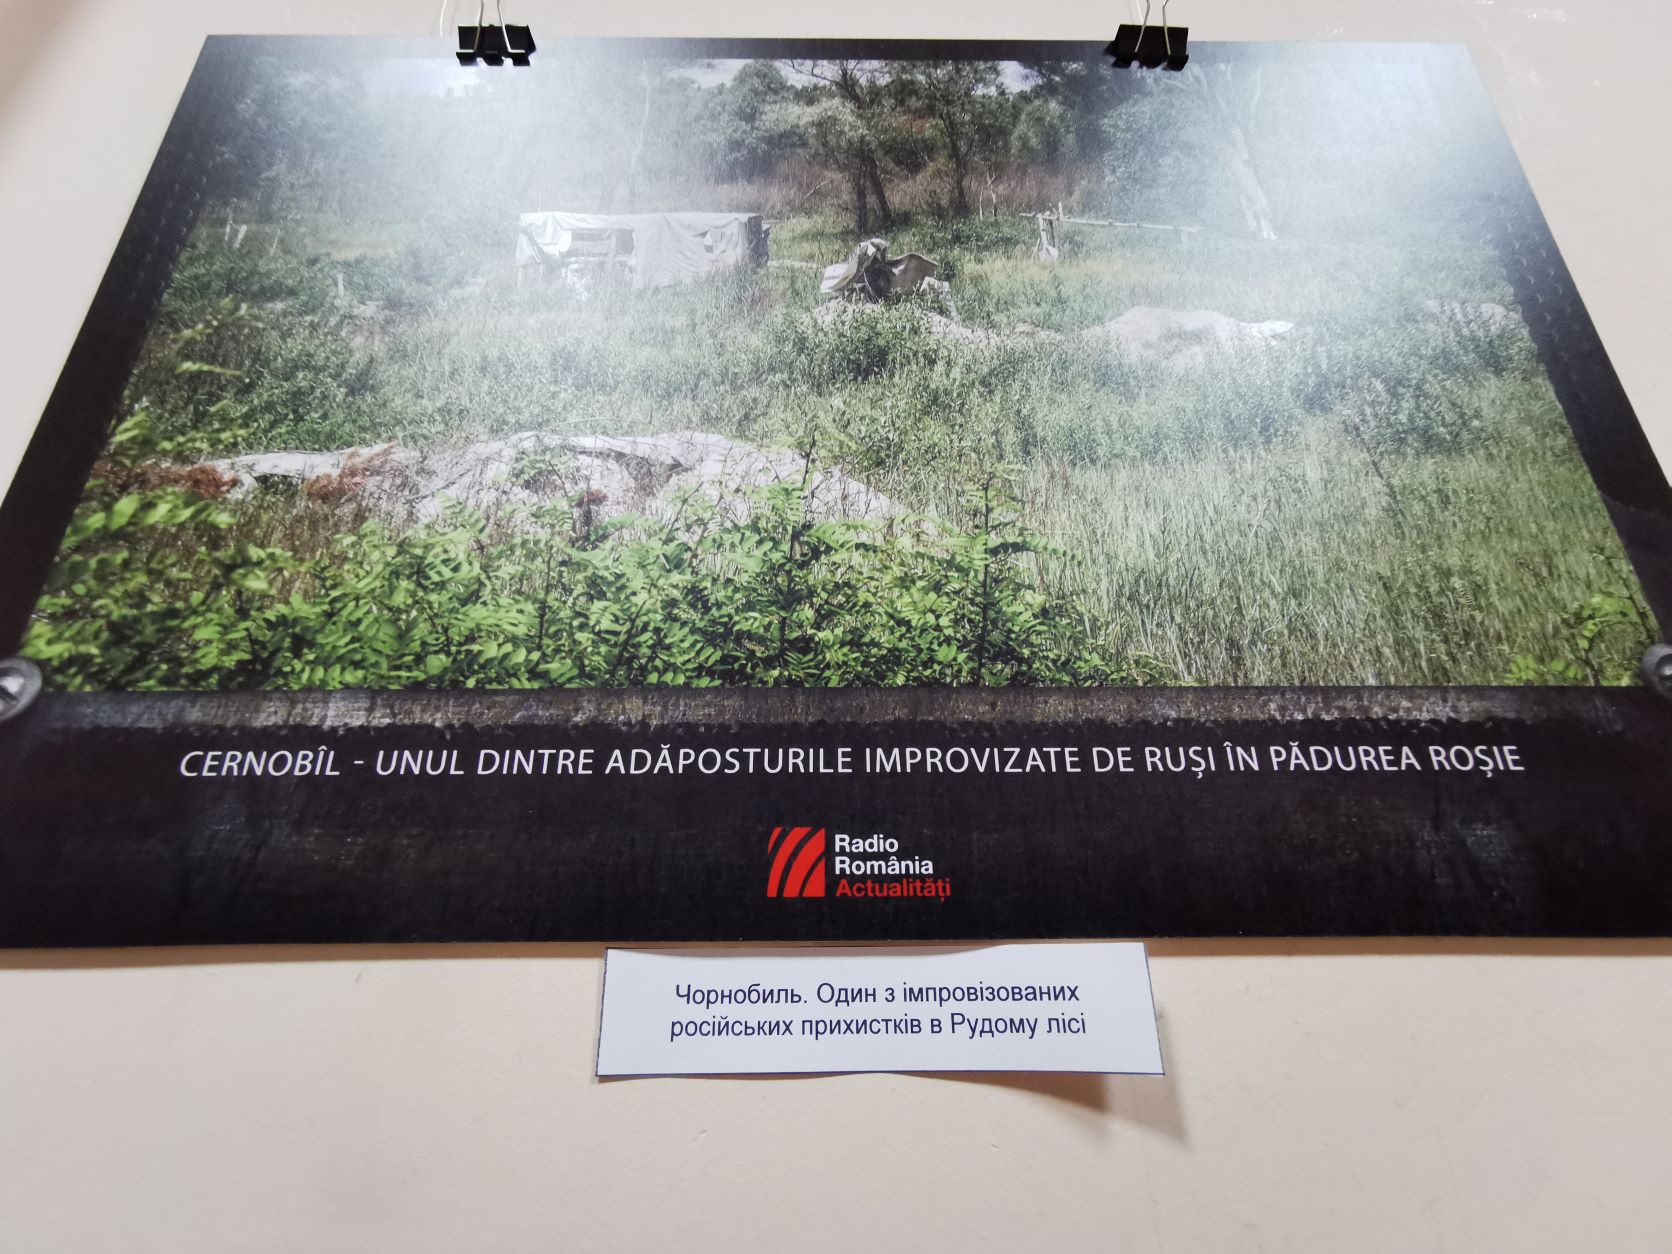 CERNOBÎL - UNUL DINTRE ADĂPOSTURILE IMPROVIZATE DE RUȘI ÎN PĂDUREA ROȘIE
Radio
România
Actualități
Чорнобиль. Один з імпровізованих
російських прихистків в Рудому лісі